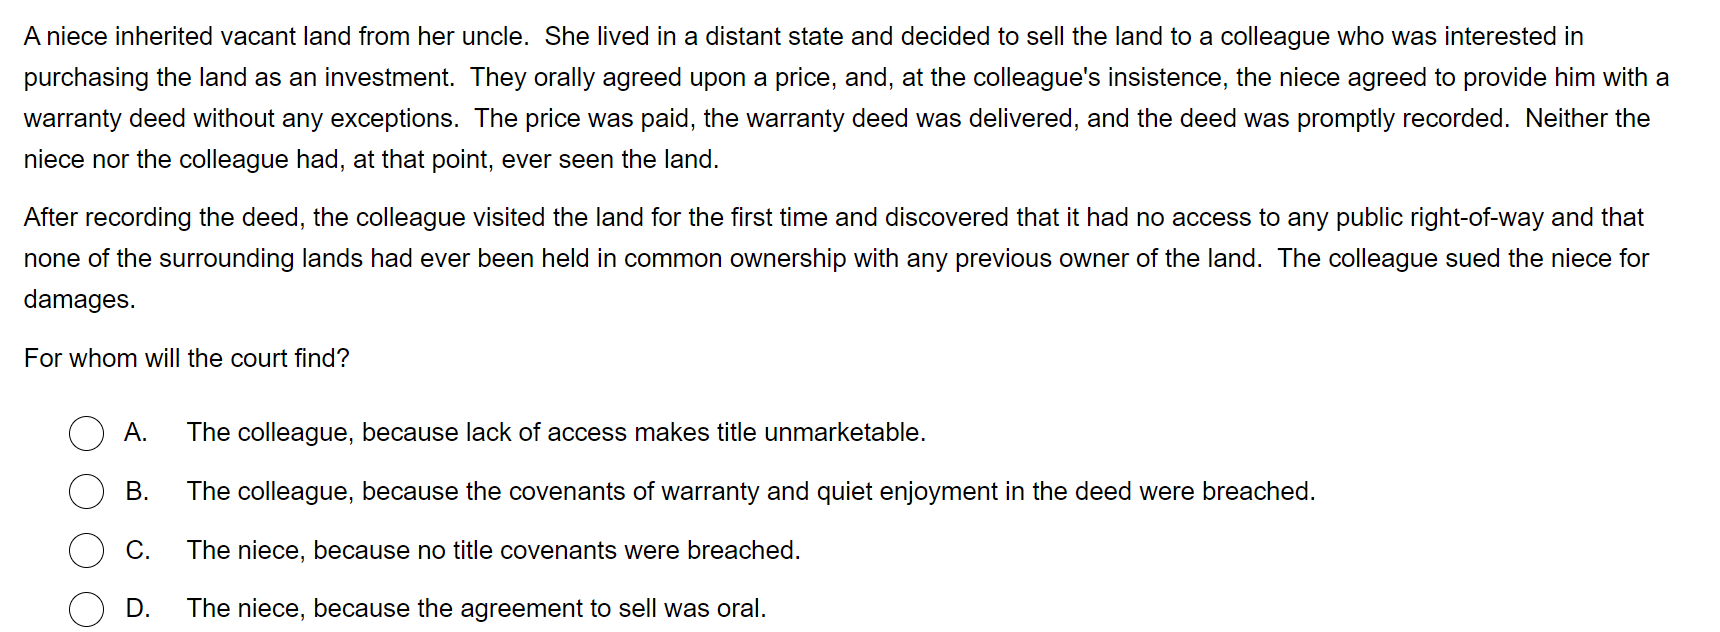 A niece inherited vacant land from her uncle.  She lived in a distant state and decided to sell the land to a colleague who was interested in
purchasing the land as an investment.  They orally agreed upon a price, and, at the colleague's insistence, the niece agreed to provide him with a
warranty deed without any exceptions.  The price was paid, the warranty deed was delivered, and the deed was promptly recorded.  Neither the
niece nor the colleague had, at that point, ever seen the land.
After recording the deed, the colleague visited the land for the first time and discovered that it had no access to any public right-of-way and that
none of the surrounding lands had ever been held in common ownership with any previous owner of the land.  The colleague sued the niece for
damages.
For whom will the court find?
A. The colleague, because lack of access makes title unmarketable.
B. The colleague, because the covenants of warranty and quiet enjoyment in the deed were breached.
C. The niece, because no title covenants were breached.
D. The niece, because the agreement to sell was oral.